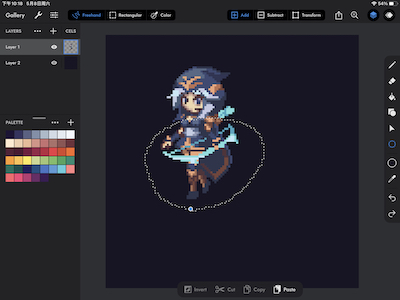 下午10:18 5月8日周六
54%
Gallery Freehand Rectangular Color Add Subtract Transform
LAYERS CELS
Layer 1
Layer 2
PALETTE
Invert Cut Copy Paste